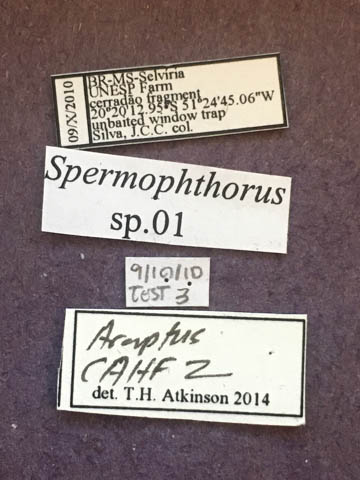 09/X/2010
BR-MS-Selvíria
UNESP Farm
cerradão fragment
20°20'12.95"S 51°24'45.06"W
unbaited window trap
Silva, J.C.C. col.
Spermophthorus
sp.01
9/10/10
TEST 3
Araptus
CAHF 2
det. T.H. Atkinson 2014